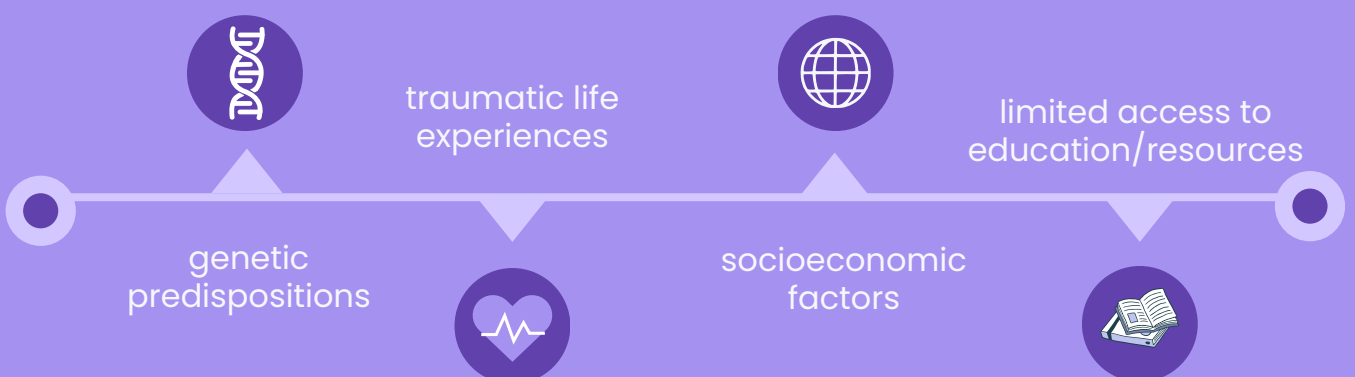 genetic
predispositions
traumatic life
experiences
socioeconomic
factors
limited access to
education/resources